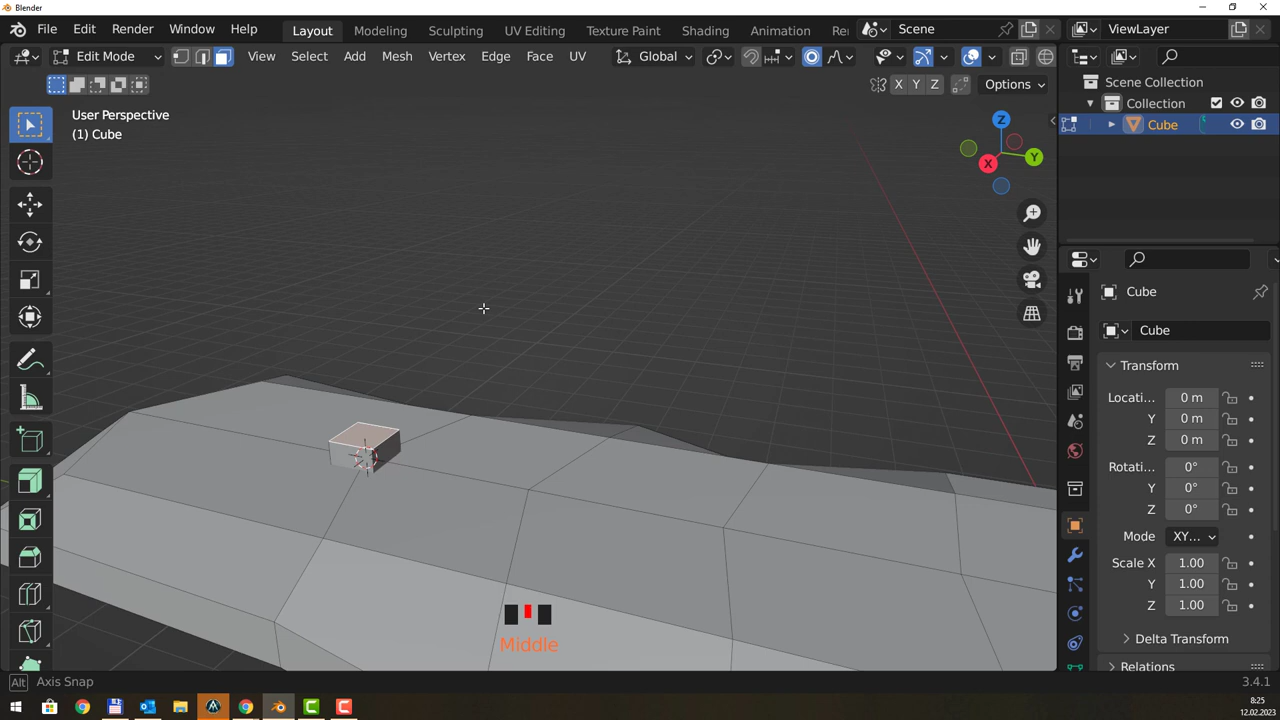 Blender
File Edit Render Window Help Layout Modeling Sculpting UV Editing Texture Paint Shading Animation Re Scene ViewLayer
Edit Mode View Select Add Mesh Vertex Edge Face UV Global
X Y Z Options
User Perspective
(1) Cube
Scene Collection
Collection
Cube
Z
Y
X
Cube
Cube
Transform
Locati... 0 m
Y 0 m
Z 0 m
Rotati... 0°
Y 0°
Z 0°
Mode XY...
Scale X 1.00
Y 1.00
Z 1.00
Delta Transform
Relations
Middle
Alt Axis Snap 3.4.1
8:25
12.02.2023